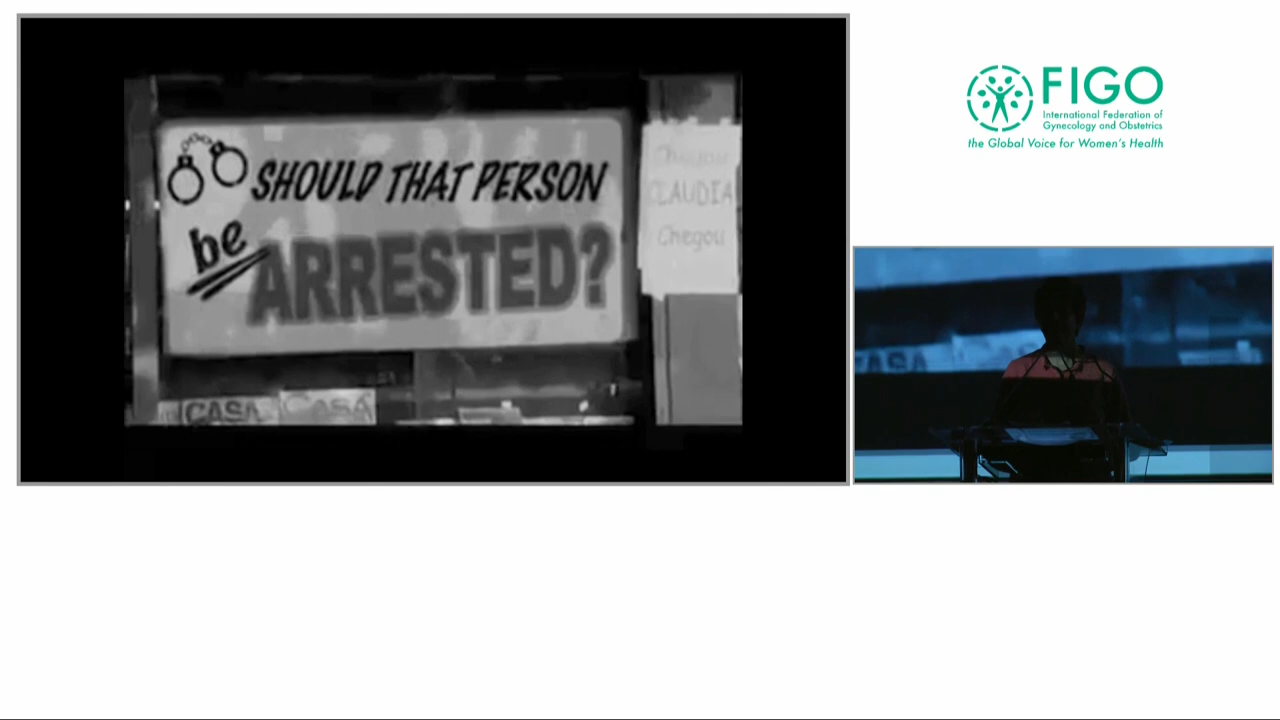 SHOULD THAT PERSON
be
ARRESTED?
CLAUDIA
Chegou
CASA
CASA
FIGO
International Federation of
Gynecology and Obstetrics
the Global Voice for Women's Health
CASA